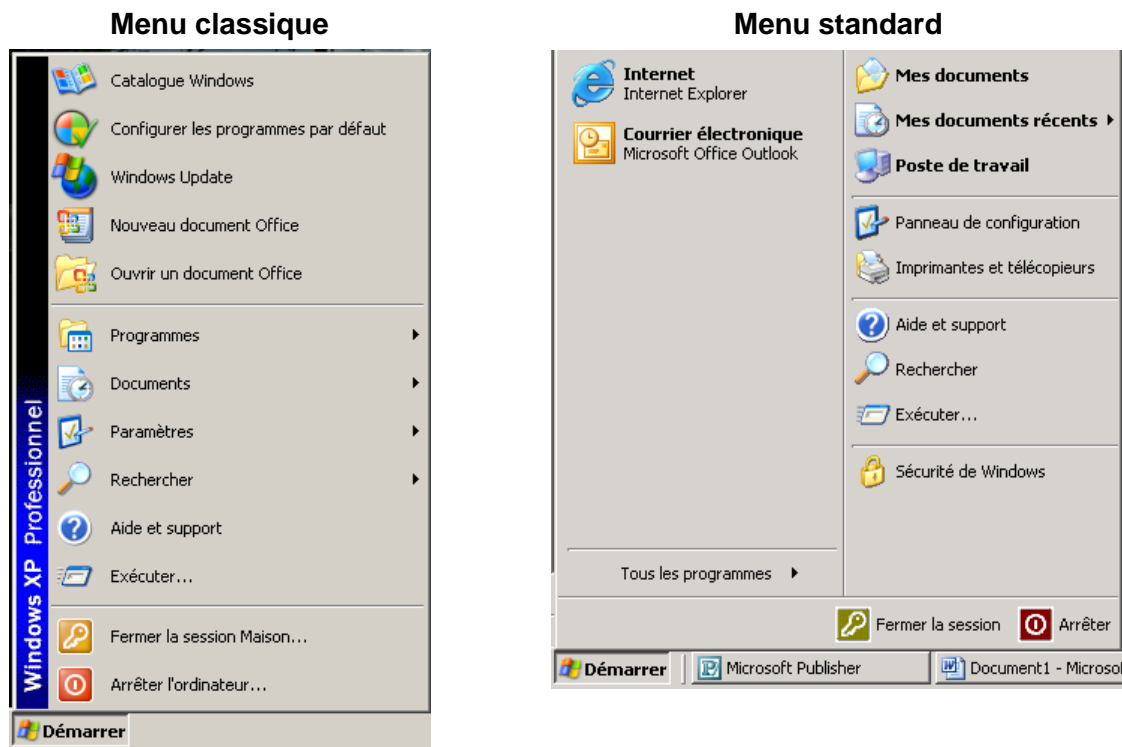 Menu classique
Catalogue Windows
Configurer les programmes par défaut
Windows Update
Nouveau document Office
Ouvrir un document Office
Programmes
Documents
Paramètres
Rechercher
Aide et support
Exécuter...
Fermer la session Maison...
Arrêter l'ordinateur...
Windows XP Professionnel
Démarrer
Menu standard
Internet
Internet Explorer
Courrier électronique
Microsoft Office Outlook
Tous les programmes
Mes documents
Mes documents récents
Poste de travail
Panneau de configuration
Imprimantes et télécopieurs
Aide et support
Rechercher
Exécuter...
Sécurité de Windows
Fermer la session Arrêter
Démarrer Microsoft Publisher Document1 - Microsof